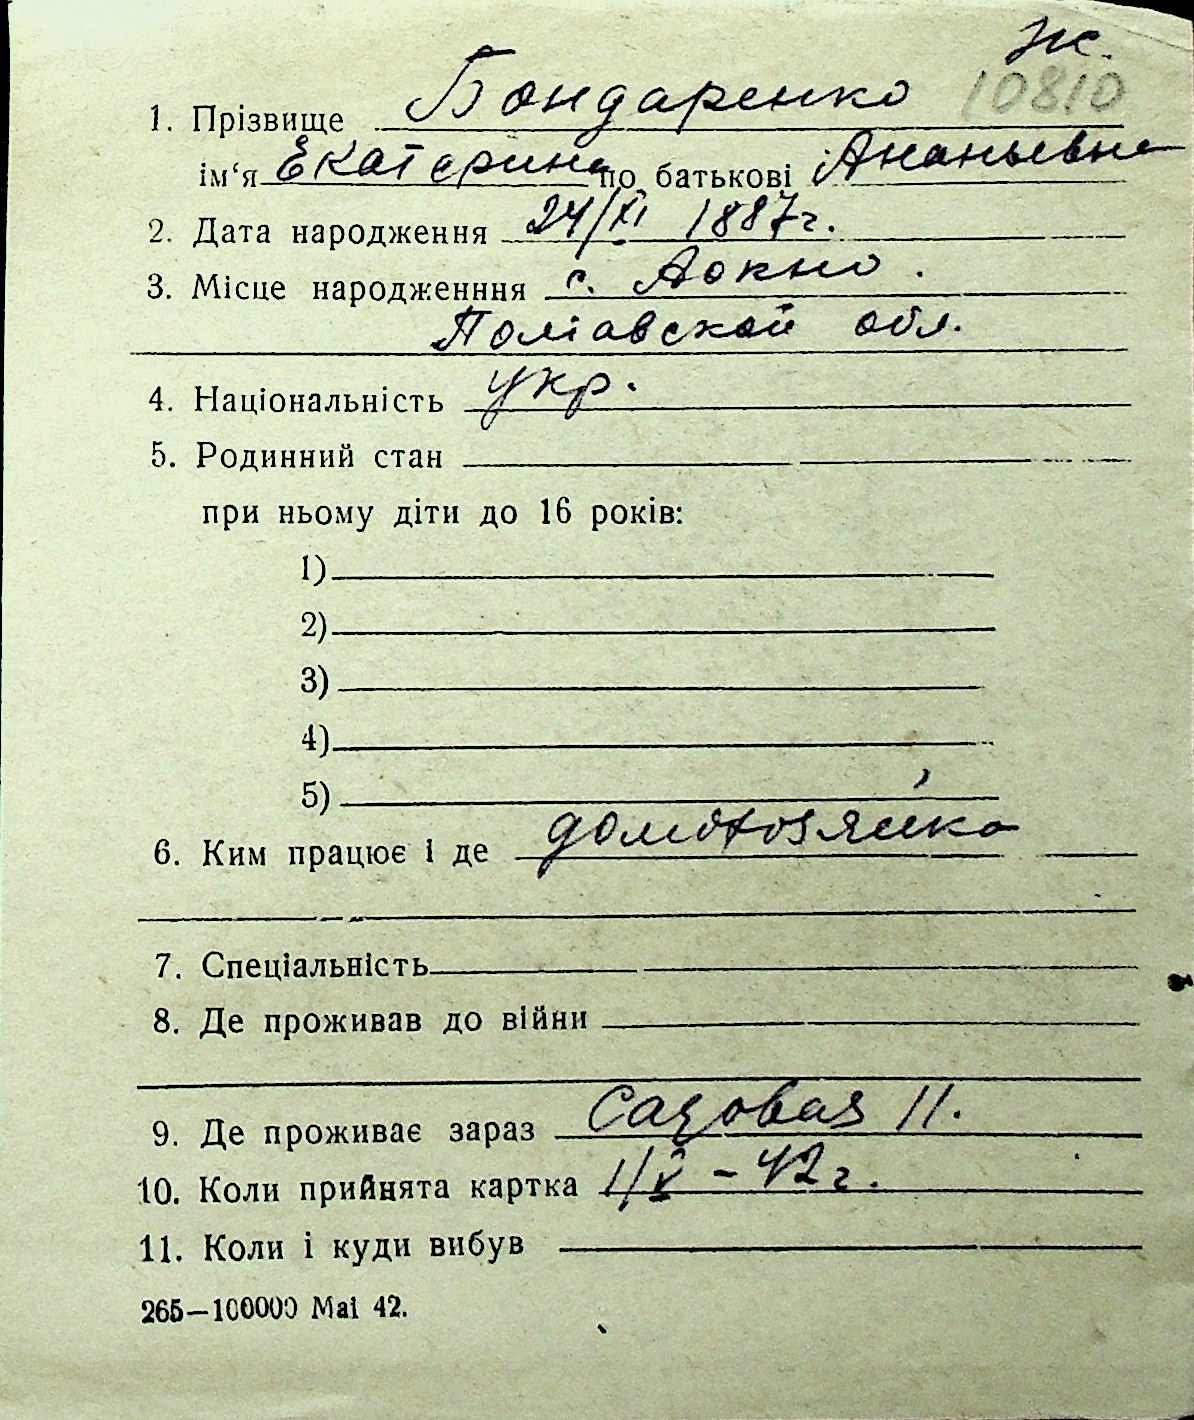 ж.
10810
1. Прізвище Бондаренко
ім‘я Екатерина по батькові Ананьевна
2. Дата народження 24/XI 1887г.
3. Місце народженння с.
Полтавской обл.
4. Національність укр.
5. Родинний стан
при ньому діти до 16 років:
1)
2)
3)
4)
5)
6. Ким працює і де домохозяйка
7. Спеціальність
8. Де проживав до війни
9. Де проживає зараз Садовая 11.
10. Коли прийнята картка 1/X – 42г.
11. Коли і куди вибув
265—100000 Mai 42.